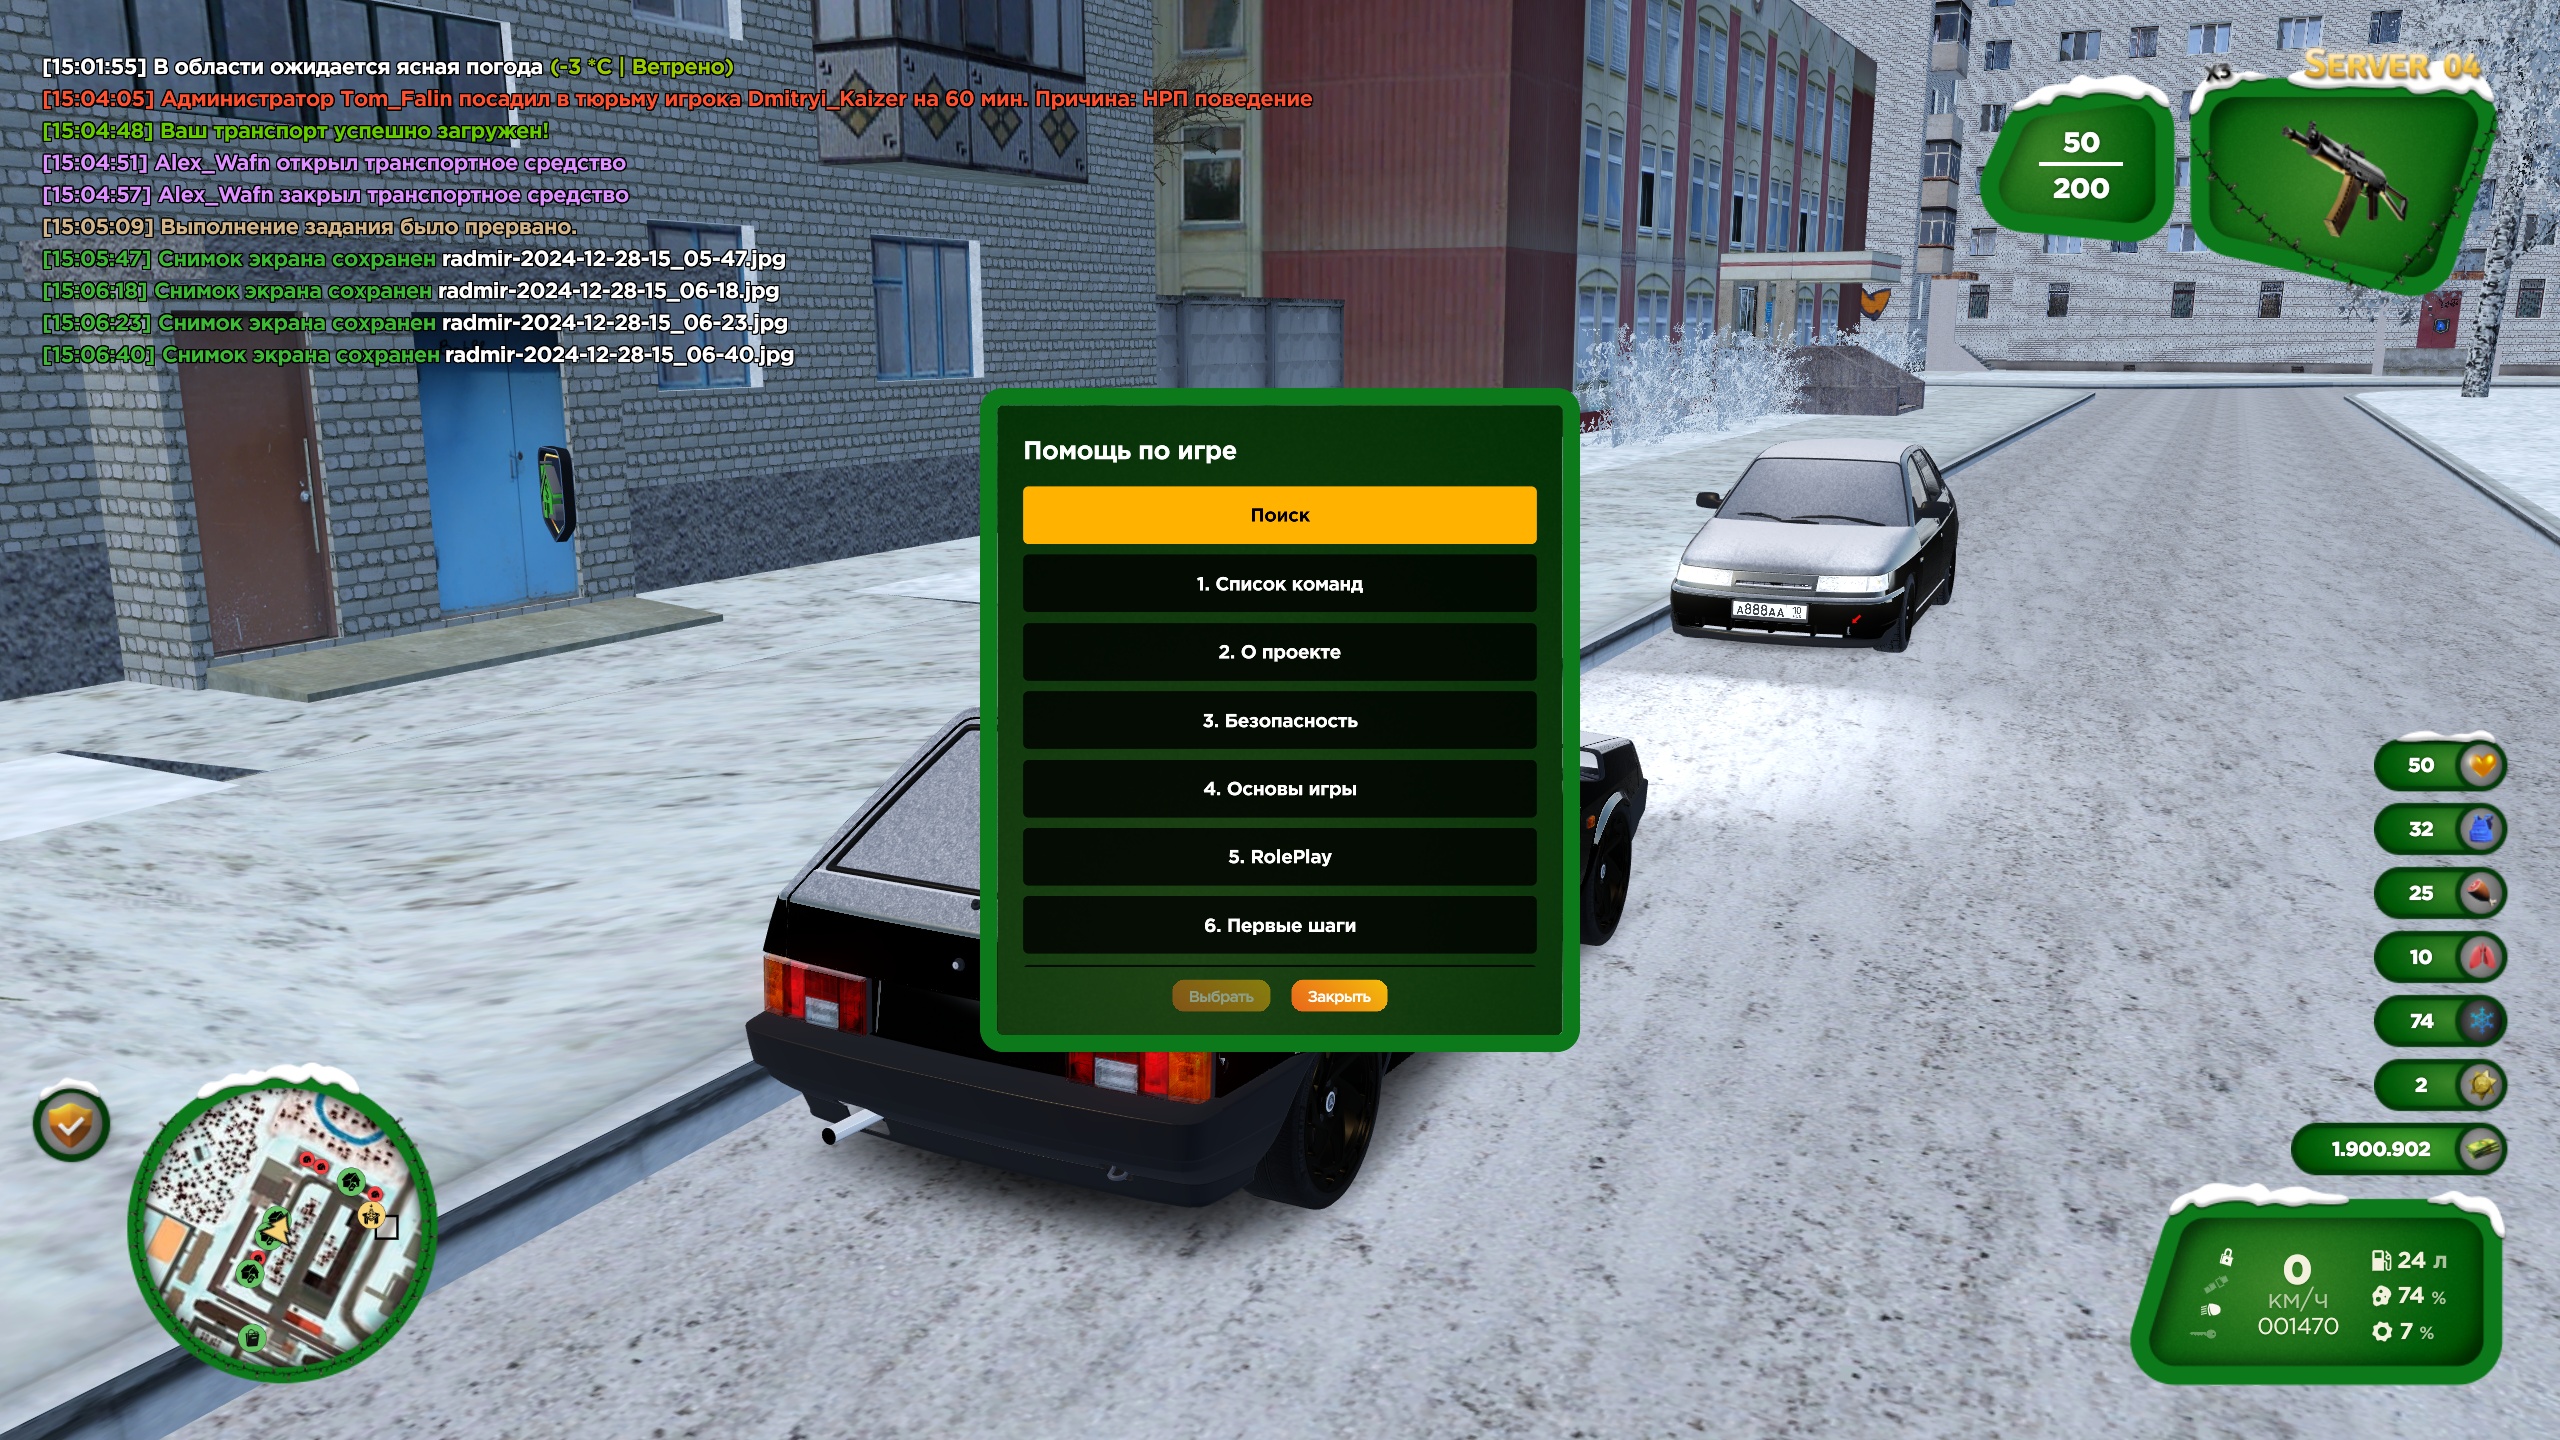 [15:01:55] В области ожидается ясная погода (-3 °C | Ветрено)
[15:04:05] Администратор Tom_Falin посадил в тюрьму игрока Dmitryi_Kaizer на 60 мин. Причина: НРП поведение
[15:04:48] Ваш транспорт успешно загружен!
[15:04:51] Alex_Wafn открыл транспортное средство
[15:04:57] Alex_Wafn закрыл транспортное средство
[15:05:09] Выполнение задания было прервано.
[15:05:47] Снимок экрана сохранен radmir-2024-12-28-15_05-47.jpg
[15:06:18] Снимок экрана сохранен radmir-2024-12-28-15_06-18.jpg
[15:06:23] Снимок экрана сохранен radmir-2024-12-28-15_06-23.jpg
[15:06:40] Снимок экрана сохранен radmir-2024-12-28-15_06-40.jpg
X3 SERVER 04
50
200
Помощь по игре
Поиск
1. Список команд
2. О проекте
3. Безопасность
4. Основы игры
5. RolePlay
6. Первые шаги
Выбрать Закрыть
А888АА 10
50
32
25
10
74
2
1.900.902
0
КМ/Ч
001470
24 л
74 %
7 %